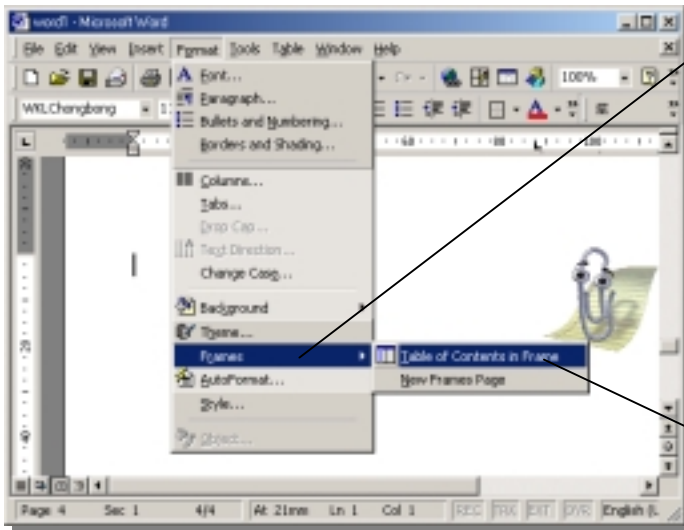 word1 - Microsoft Word
File Edit View Insert Format Tools Table Window Help
100%
WKLChongbong
Font...
Paragraph...
Bullets and Numbering...
Borders and Shading...
Columns...
Tabs...
Drop Cap...
Text Direction...
Change Case...
Background
Theme...
Frames
Table of Contents in Frame
AutoFormat...
New Frames Page
Style...
Object...
Page 4 Sec 1 4/4 At 21mm Ln 1 Col 1 REC TRK EXT OVR English (U.